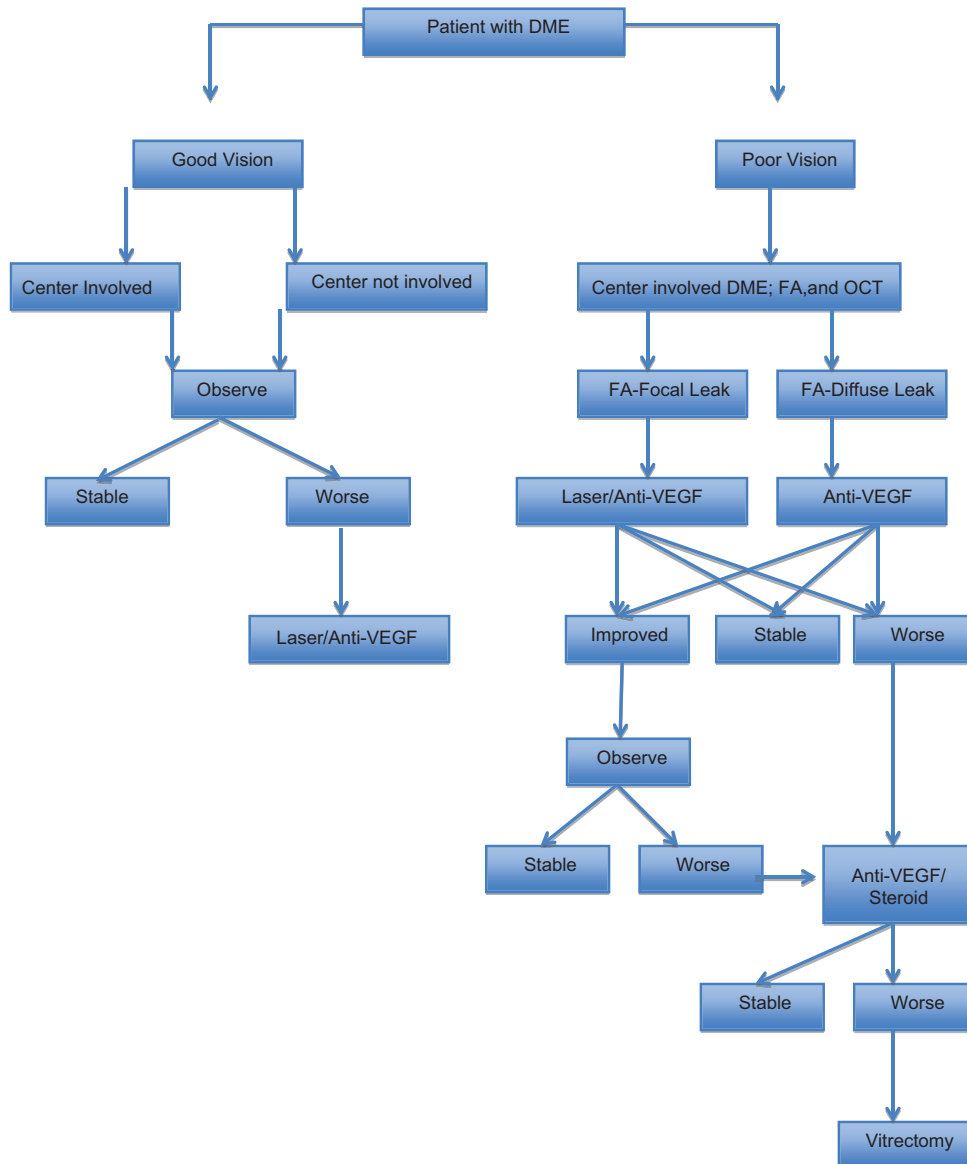 Patient with DME
Good Vision
Poor Vision
Center Involved
Center not involved
Center involved DME; FA,and OCT
Observe
FA-Focal Leak
FA-Diffuse Leak
Stable
Worse
Laser/Anti-VEGF
Anti-VEGF
Laser/Anti-VEGF
Improved
Stable
Worse
Observe
Stable
Worse
Anti-VEGF/
Steroid
Stable
Worse
Vitrectomy